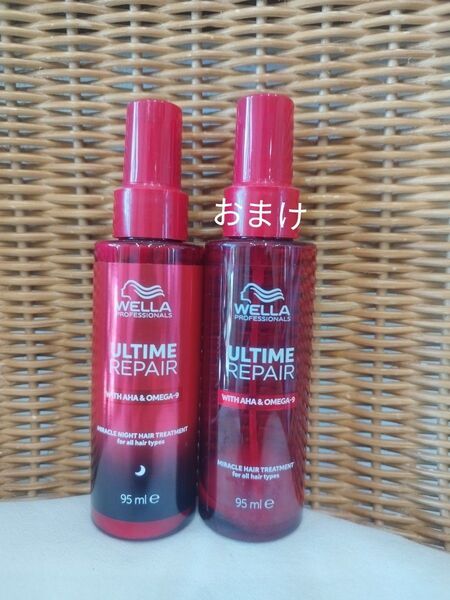 おまけ
WELLA
PROFESSIONALS
ULTIME
REPAIR
WITH AHA & OMEGA-9
MIRACLE NIGHT HAIR TREATMENT
for all hair types
95 ml e
WELLA
PROFESSIONALS
ULTIME
REPAIR
WITH AHA & OMEGA-9
MIRACLE HAIR TREATMENT
for all hair types
95 ml e